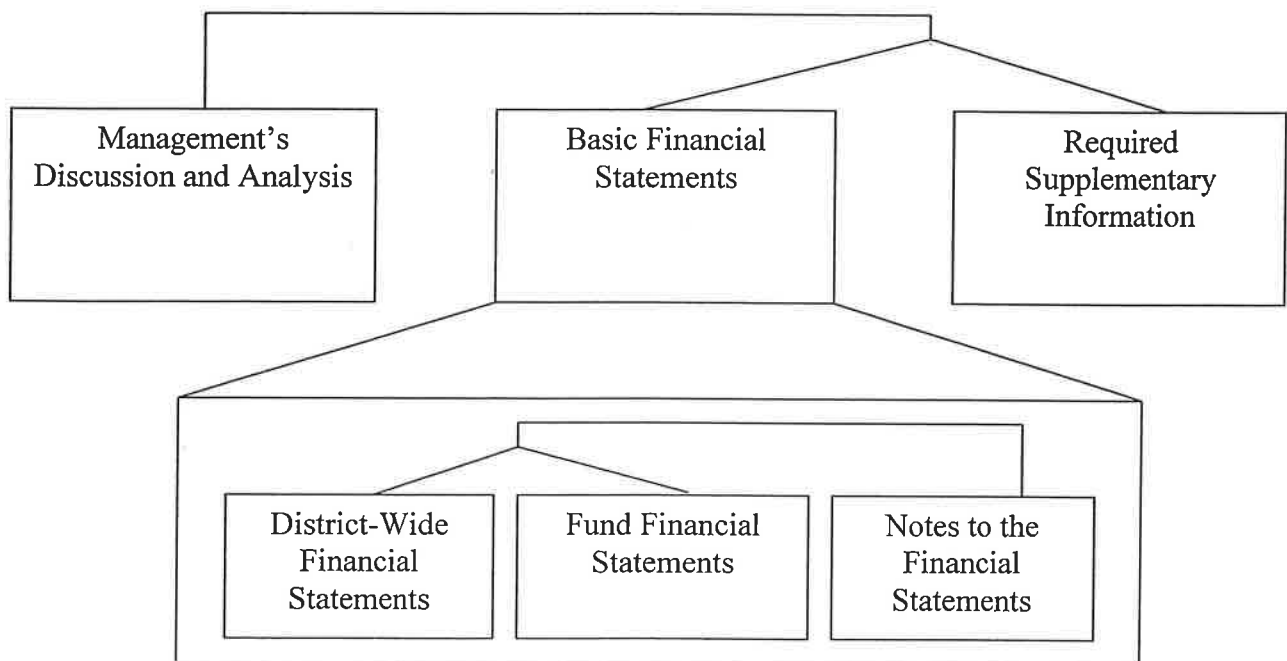 Management's
Discussion and Analysis
Basic Financial
Statements
Required
Supplementary
Information
District-Wide
Financial
Statements
Fund Financial
Statements
Notes to the
Financial
Statements